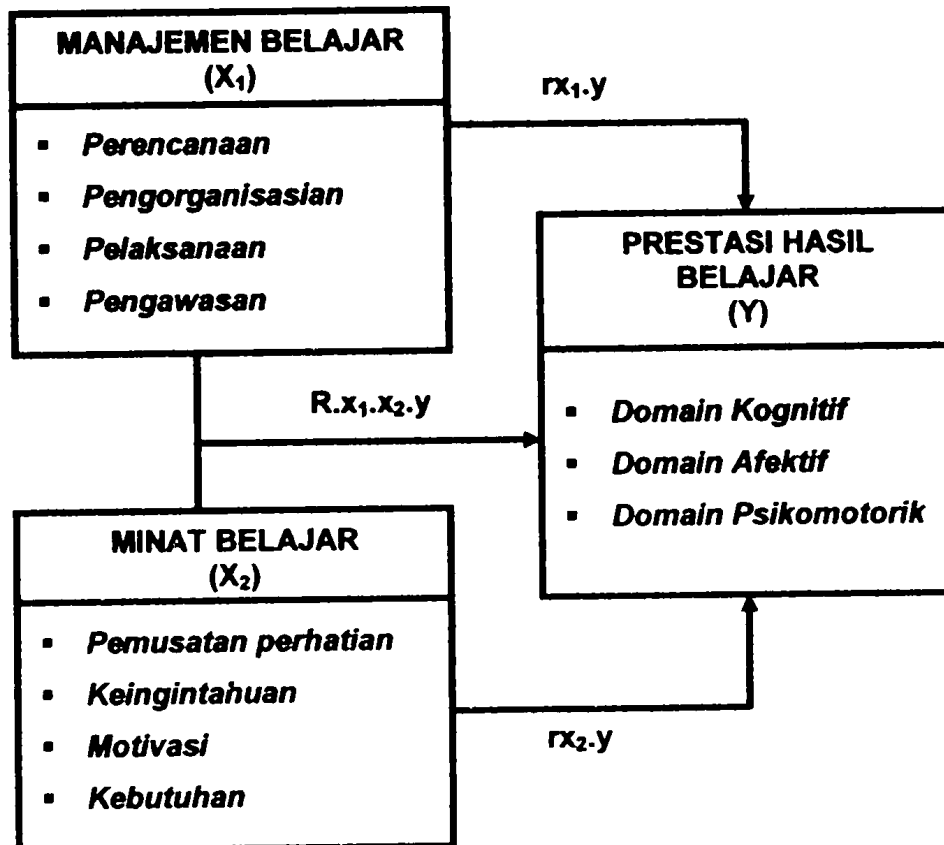 MANAJEMEN BELAJAR
(X₁)
▪ Perencanaan
▪ Pengorganisasian
▪ Pelaksanaan
▪ Pengawasan
rx₁.y
PRESTASI HASIL
BELAJAR
(Y)
▪ Domain Kognitif
▪ Domain Afektif
▪ Domain Psikomotorik
R.x₁.x₂.y
MINAT BELAJAR
(X₂)
▪ Pemusatan perhatian
▪ Keingintahuan
▪ Motivasi
▪ Kebutuhan
rx₂.y